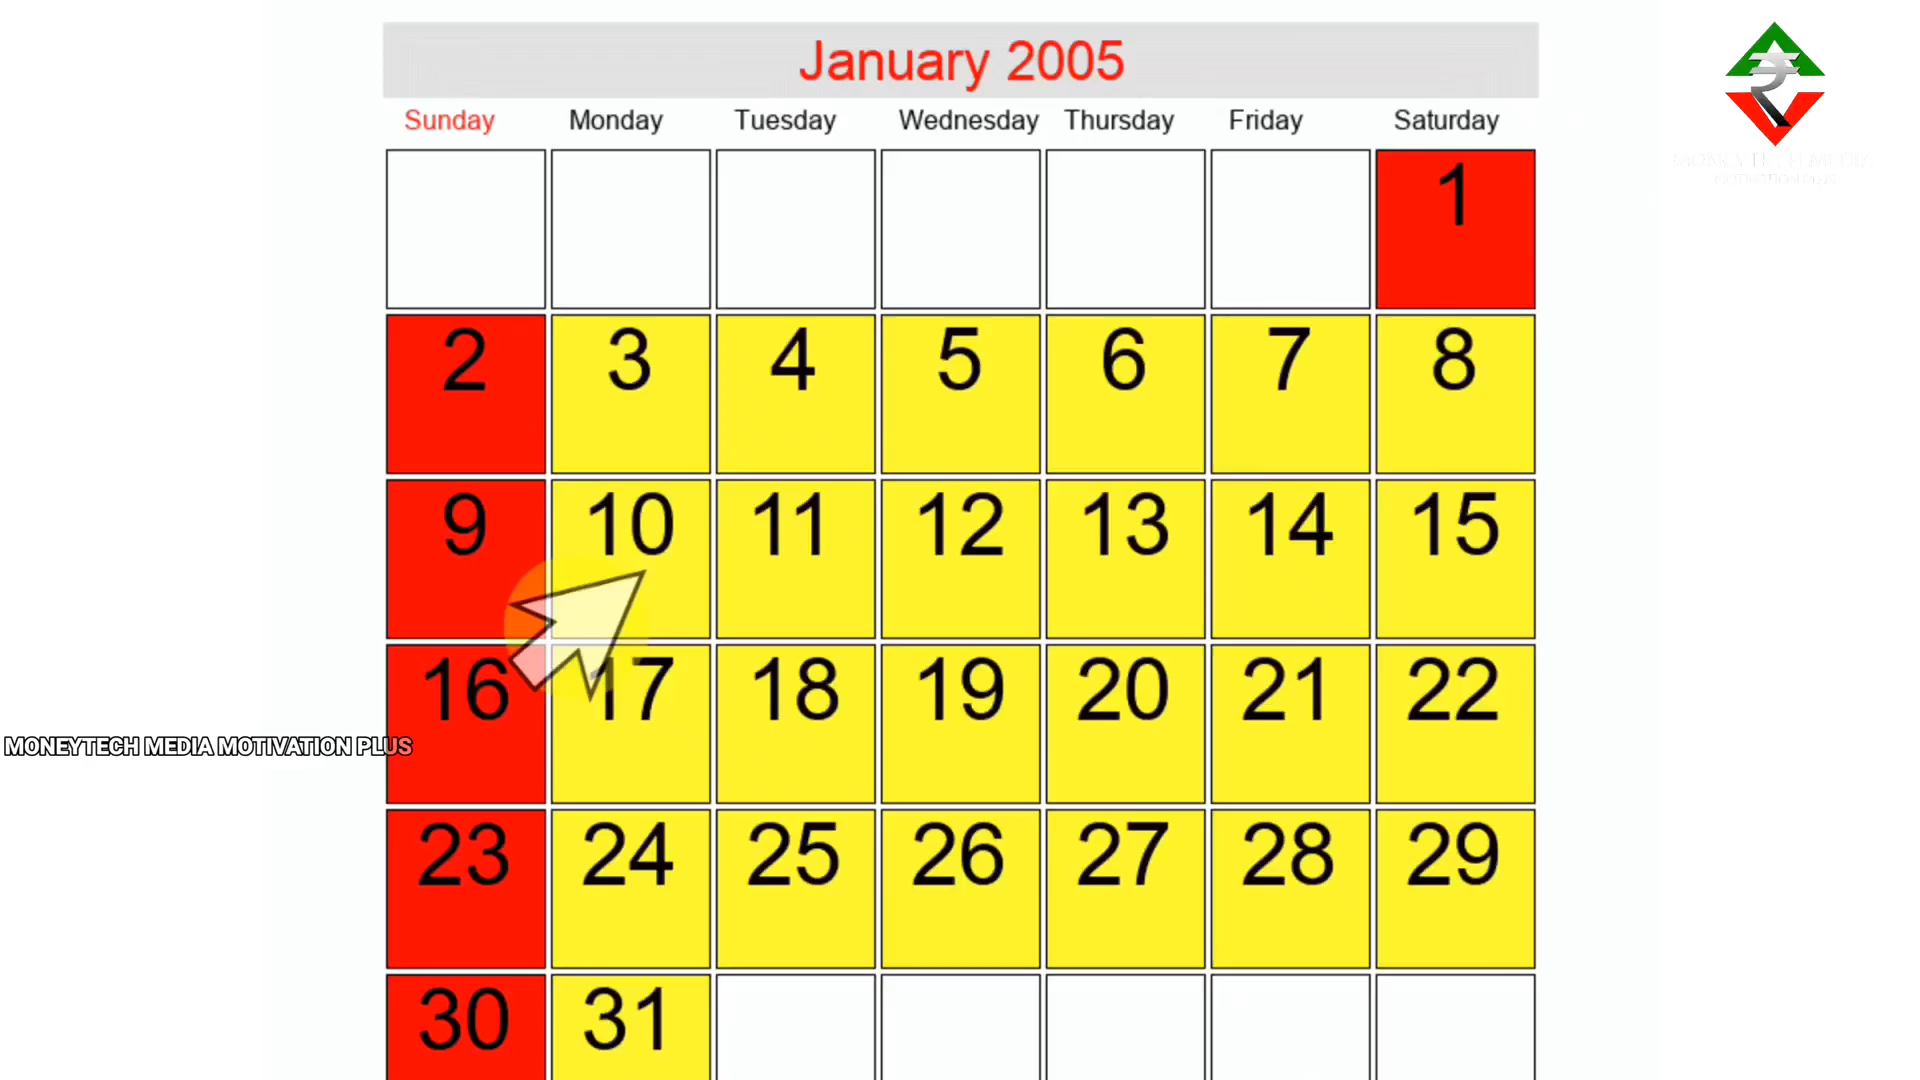 January 2005
Sunday Monday Tuesday Wednesday Thursday Friday Saturday
1
2 3 4 5 6 7 8
9 10 11 12 13 14 15
16 17 18 19 20 21 22
MONEYTECH MEDIA MOTIVATION PLUS
23 24 25 26 27 28 29
30 31